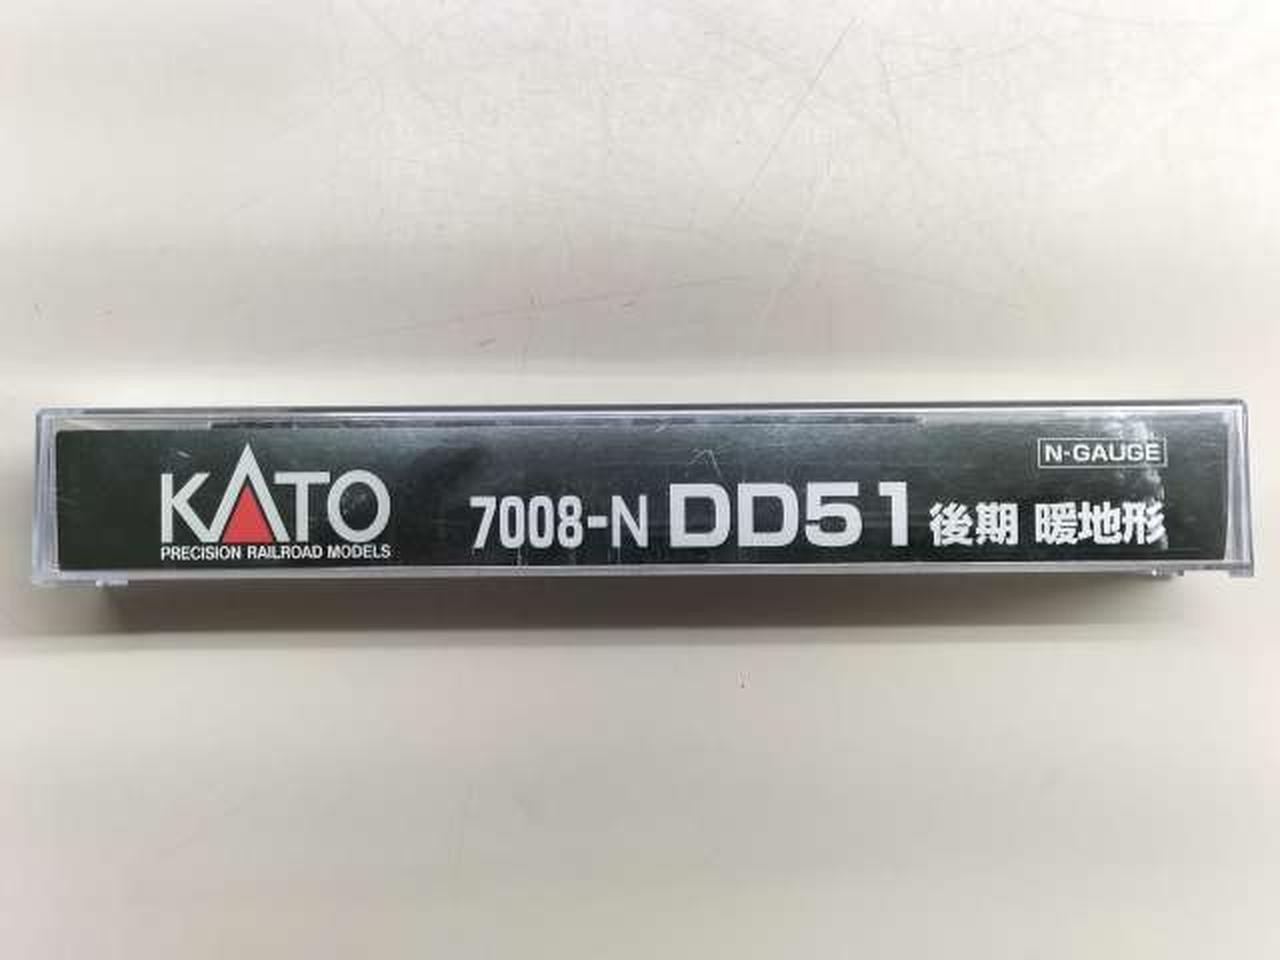 N-GAUGE
KATO
PRECISION RAILROAD MODELS
7008-N DD51 後期 暖地形